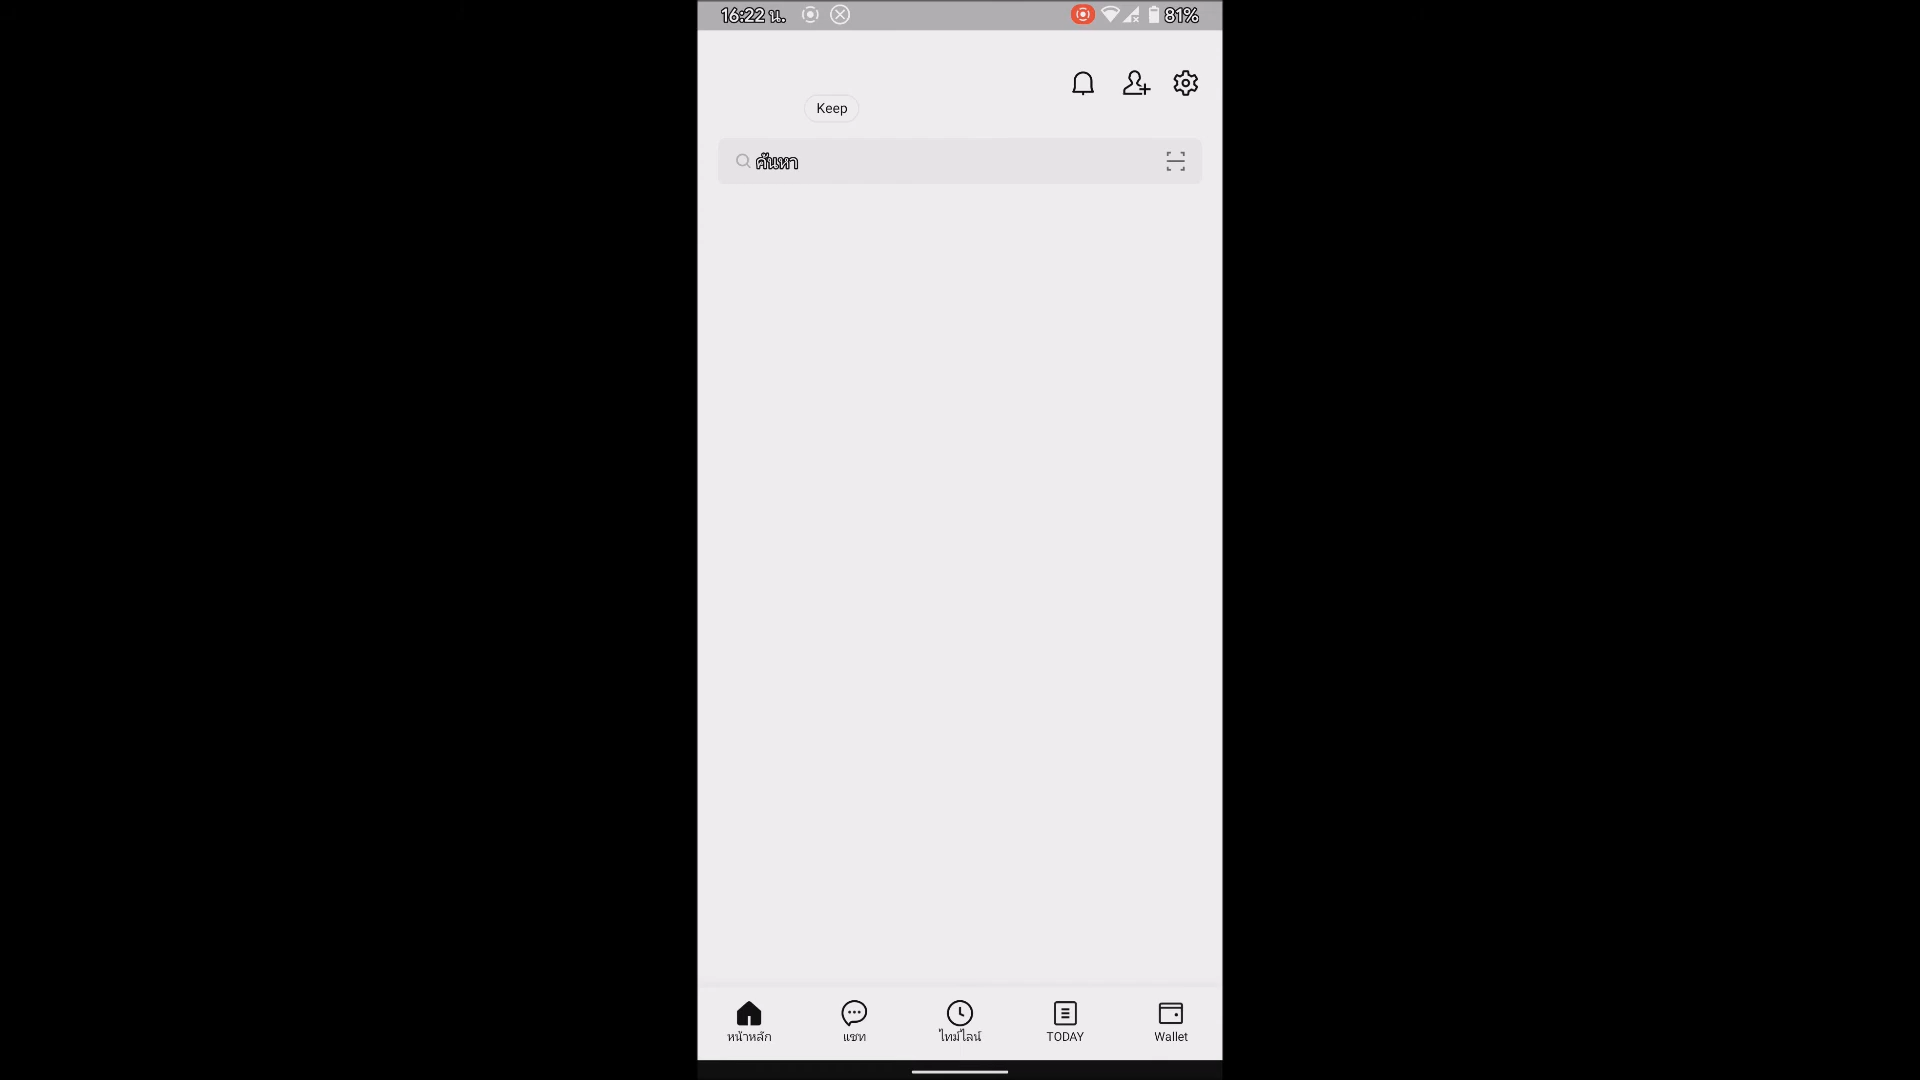 16:22 น.
81%
Keep
ค้นหา
หน้าหลัก
แชท
ไทม์ไลน์
TODAY
Wallet